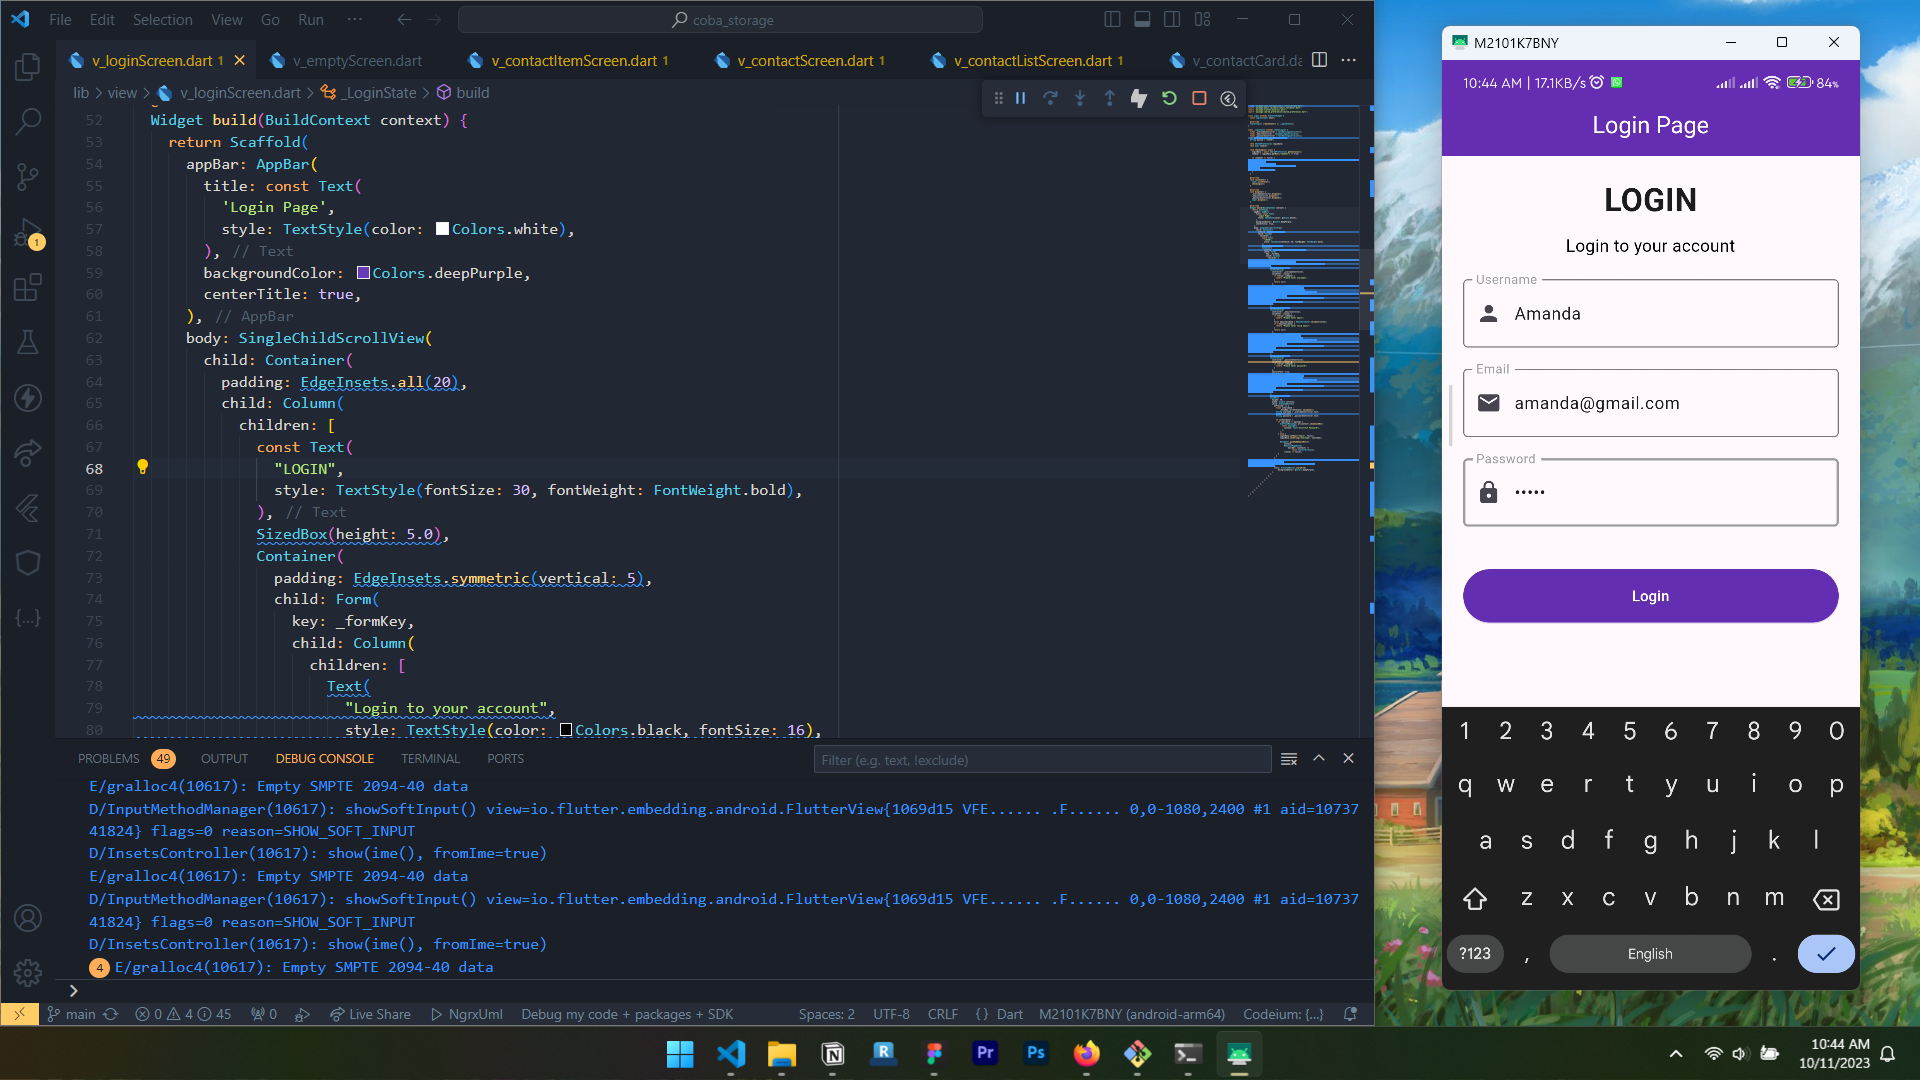 File Edit Selection View Go Run ··· coba_storage
v_loginScreen.dart 1 v_emptyScreen.dart v_contactItemScreen.dart 1 v_contactScreen.dart 1 v_contactListScreen.dart 1 v_contactCard.da
lib > view > v_loginScreen.dart > _LoginState > build
52 Widget build(BuildContext context) {
53 return Scaffold(
54 appBar: AppBar(
55 title: const Text(
56 'Login Page',
57 style: TextStyle(color: Colors.white),
58 ), // Text
59 backgroundColor: Colors.deepPurple,
60 centerTitle: true,
61 ), // AppBar
62 body: SingleChildScrollView(
63 child: Container(
64 padding: EdgeInsets.all(20),
65 child: Column(
66 children: [
67 const Text(
68 "LOGIN",
69 style: TextStyle(fontSize: 30, fontWeight: FontWeight.bold),
70 ), // Text
71 SizedBox(height: 5.0),
72 Container(
73 padding: EdgeInsets.symmetric(vertical: 5),
74 child: Form(
75 key: _formKey,
76 child: Column(
77 children: [
78 Text(
79 "Login to your account",
80 style: TextStyle(color: Colors.black, fontSize: 16),
1
PROBLEMS 49 OUTPUT DEBUG CONSOLE TERMINAL PORTS Filter (e.g. text, !exclude)
E/gralloc4(10617): Empty SMPTE 2094-40 data
D/InputMethodManager(10617): showSoftInput() view=io.flutter.embedding.android.FlutterView{1069d15 VFE...... .F...... 0,0-1080,2400 #1 aid=10737
41824} flags=0 reason=SHOW_SOFT_INPUT
D/InsetsController(10617): show(ime(), fromIme=true)
E/gralloc4(10617): Empty SMPTE 2094-40 data
D/InputMethodManager(10617): showSoftInput() view=io.flutter.embedding.android.FlutterView{1069d15 VFE...... .F...... 0,0-1080,2400 #1 aid=10737
41824} flags=0 reason=SHOW_SOFT_INPUT
D/InsetsController(10617): show(ime(), fromIme=true)
4 E/gralloc4(10617): Empty SMPTE 2094-40 data
>
main 0 4 45 0 Live Share NgrxUml Debug my code + packages + SDK Spaces: 2 UTF-8 CRLF {} Dart M2101K7BNY (android-arm64) Codeium: {...}
M2101K7BNY
10:44 AM | 17.1KB/s 84%
Login Page
LOGIN
Login to your account
Username
Amanda
Email
amanda@gmail.com
Password
•••••
Login
1 2 3 4 5 6 7 8 9 0
q w e r t y u i o p
a s d f g h j k l
z x c v b n m
?123 , English .
R Pr Ps
10:44 AM
10/11/2023